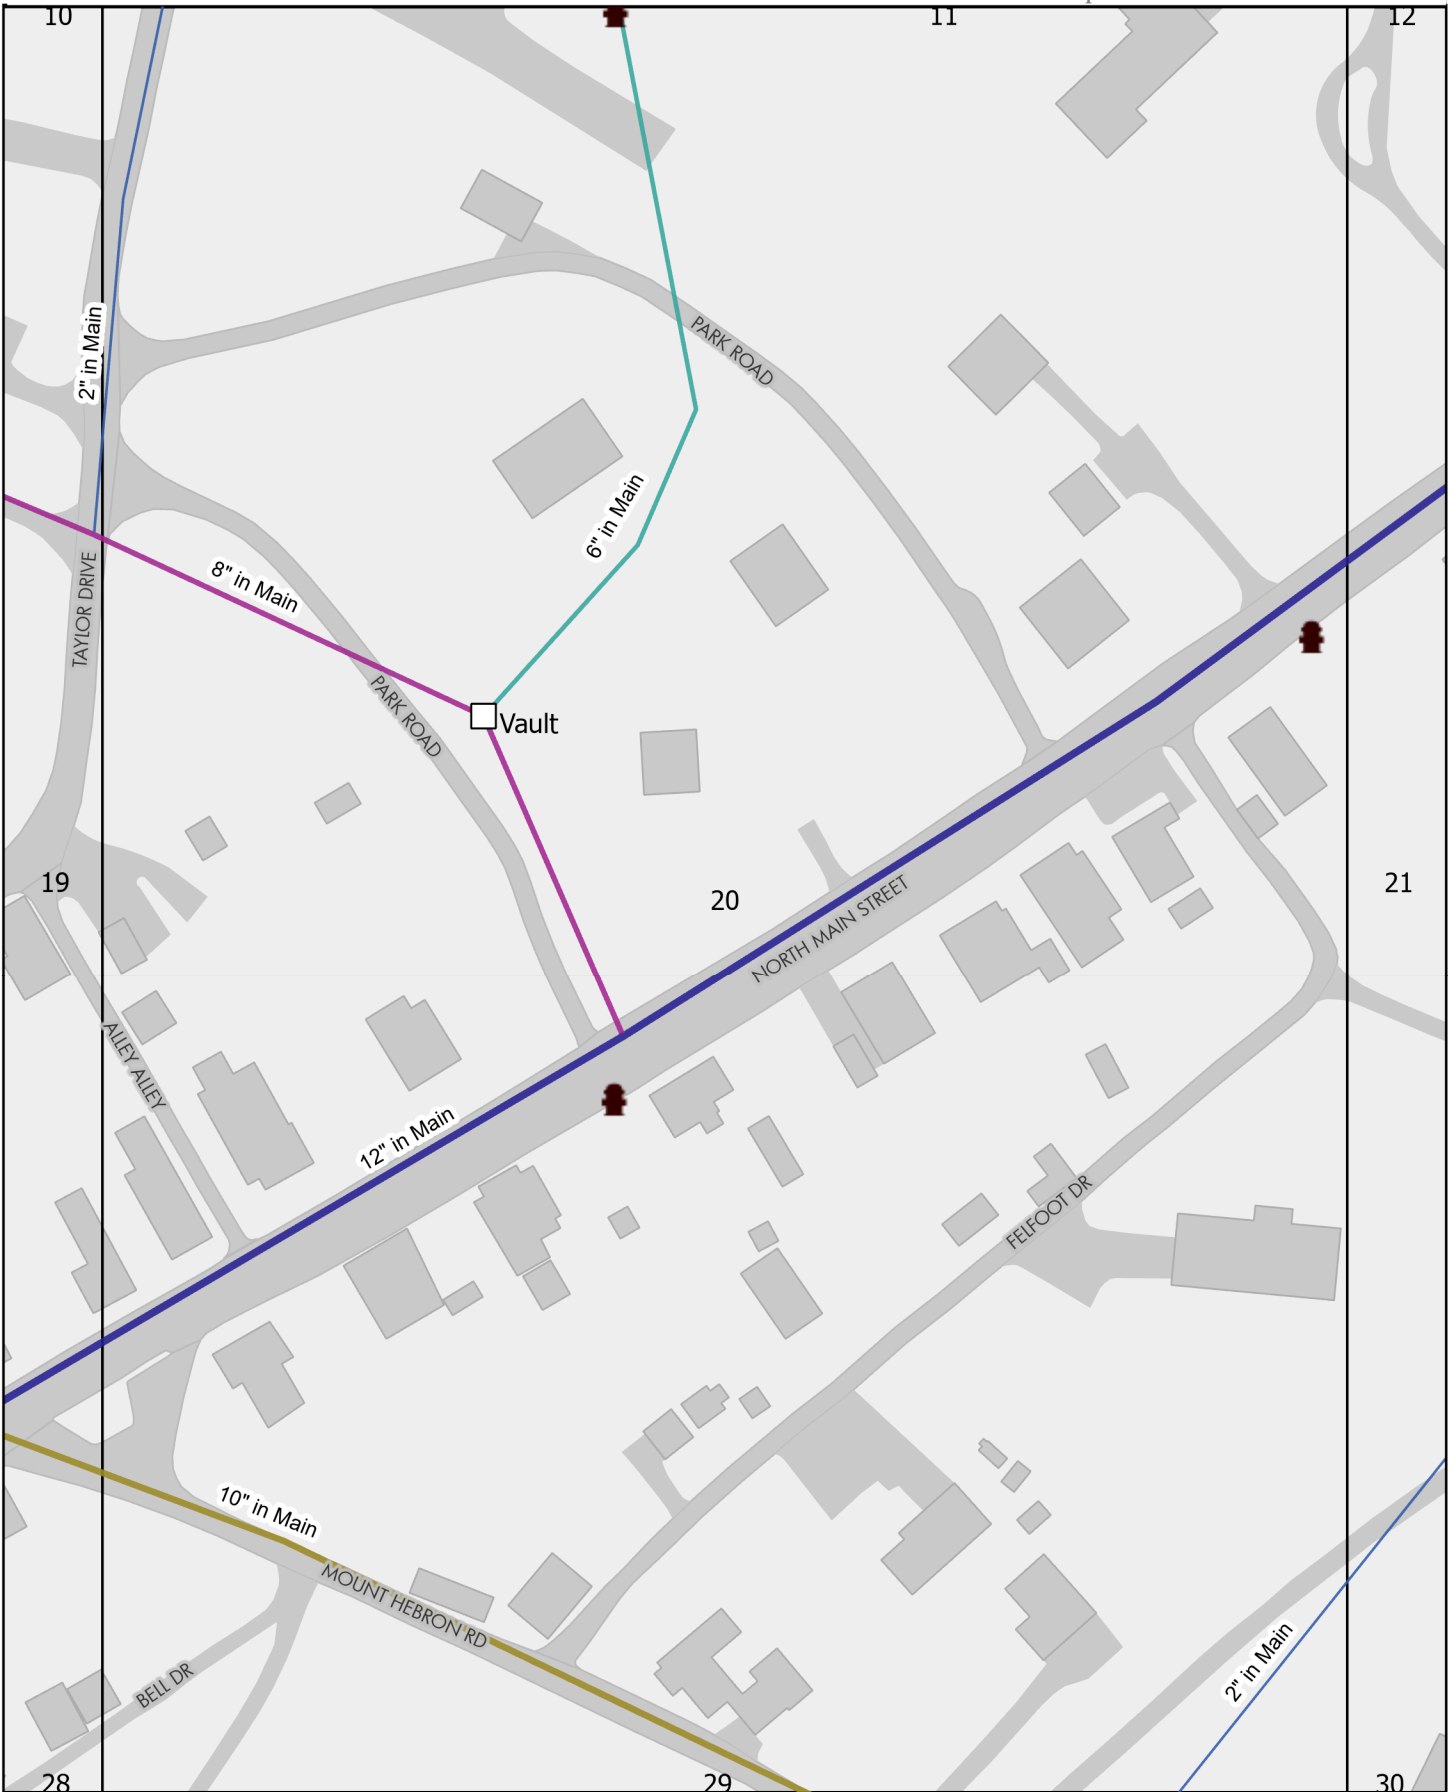 10
11
12
2" in Main
PARK ROAD
6" in Main
8" in Main
TAYLOR DRIVE
PARK ROAD
Vault
19
20
21
NORTH MAIN STREET
ALLEY ALLEY
12" in Main
FELFOOT DR
10" in Main
MOUNT HEBRON RD
2" in Main
BELL DR
28
29
30